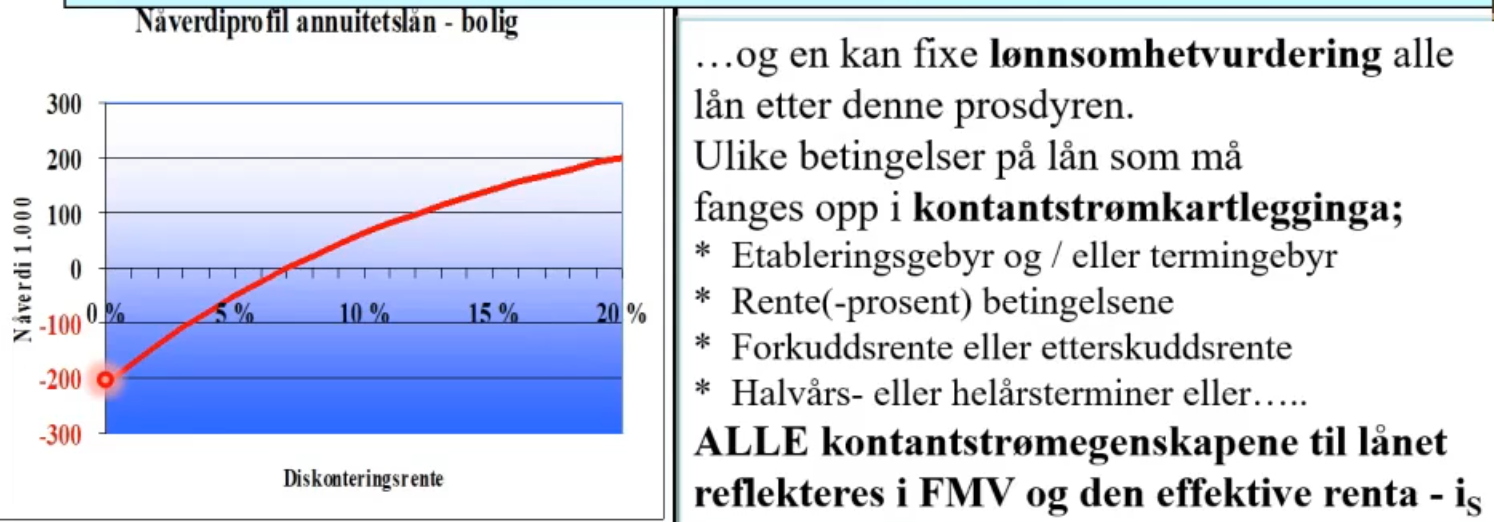 Nåverdiprofil annuitetslån - bolig
300
200
100
0
-100
-200
-300
0 %
5 %
10 %
15 %
20 %
Nåverdi 1.000
Diskonteringsrente
…og en kan fixe lønnsomhetvurdering alle
lån etter denne prosdyren.
Ulike betingelser på lån som må
fanges opp i kontantstrømkartlegginga;
* Etableringsgebyr og / eller termingebyr
* Rente(-prosent) betingelsene
* Forkuddsrente eller etterskuddsrente
* Halvårs- eller helårsterminer eller…..
ALLE kontantstrømegenskapene til lånet
reflekteres i FMV og den effektive renta - iS